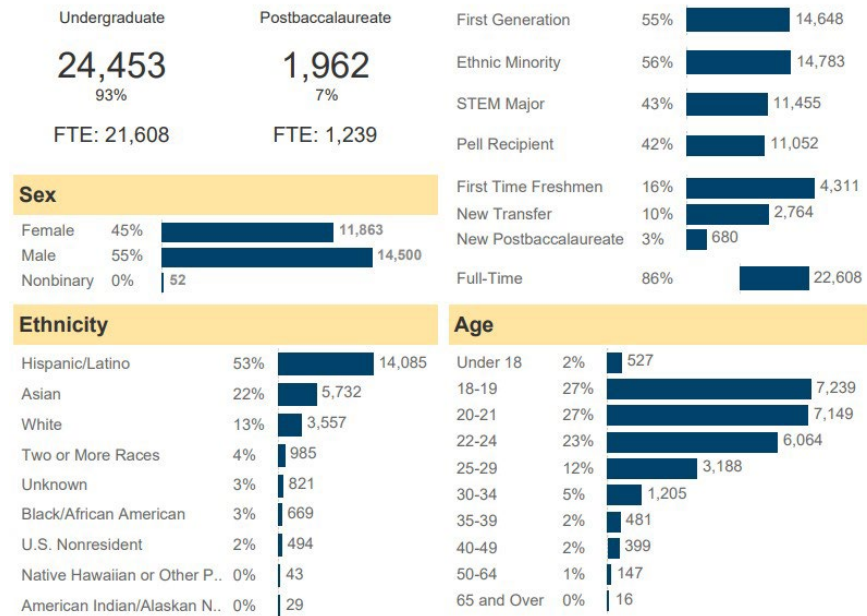 Undergraduate Postbaccalaureate
24,453 1,962
93% 7%
FTE: 21,608 FTE: 1,239
First Generation 55% 14,648
Ethnic Minority 56% 14,783
STEM Major 43% 11,455
Pell Recipient 42% 11,052
First Time Freshmen 16% 4,311
New Transfer 10% 2,764
New Postbaccalaureate 3% 680
Full-Time 86% 22,608
Sex
Female 45% 11,863
Male 55% 14,500
Nonbinary 0% 52
Ethnicity
Hispanic/Latino 53% 14,085
Asian 22% 5,732
White 13% 3,557
Two or More Races 4% 985
Unknown 3% 821
Black/African American 3% 669
U.S. Nonresident 2% 494
Native Hawaiian or Other P.. 0% 43
American Indian/Alaskan N.. 0% 29
Age
Under 18 2% 527
18-19 27% 7,239
20-21 27% 7,149
22-24 23% 6,064
25-29 12% 3,188
30-34 5% 1,205
35-39 2% 481
40-49 2% 399
50-64 1% 147
65 and Over 0% 16